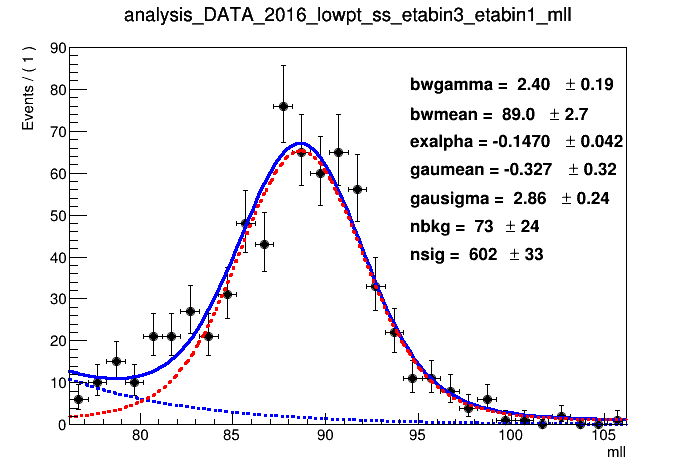 analysis_DATA_2016_lowpt_ss_etabin3_etabin1_mll
Events / ( 1 )
90
80
70
60
50
40
30
20
10
0
bwgamma = 2.40 ± 0.19
bwmean = 89.0 ± 2.7
exalpha = -0.1470 ± 0.042
gaumean = -0.327 ± 0.32
gausigma = 2.86 ± 0.24
nbkg = 73 ± 24
nsig = 602 ± 33
80 85 90 95 100 105
mll